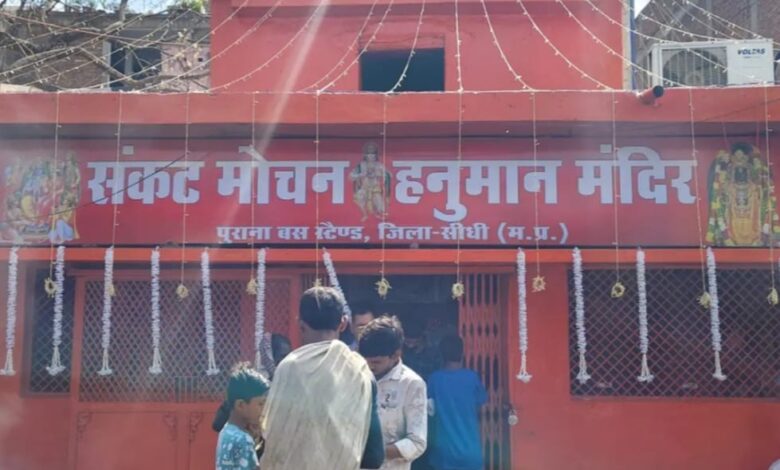 VOLTAS
संकट मोचन हनुमान मंदिर
पुराना बस स्टैण्ड, जिला-सीधी (म.प्र.)